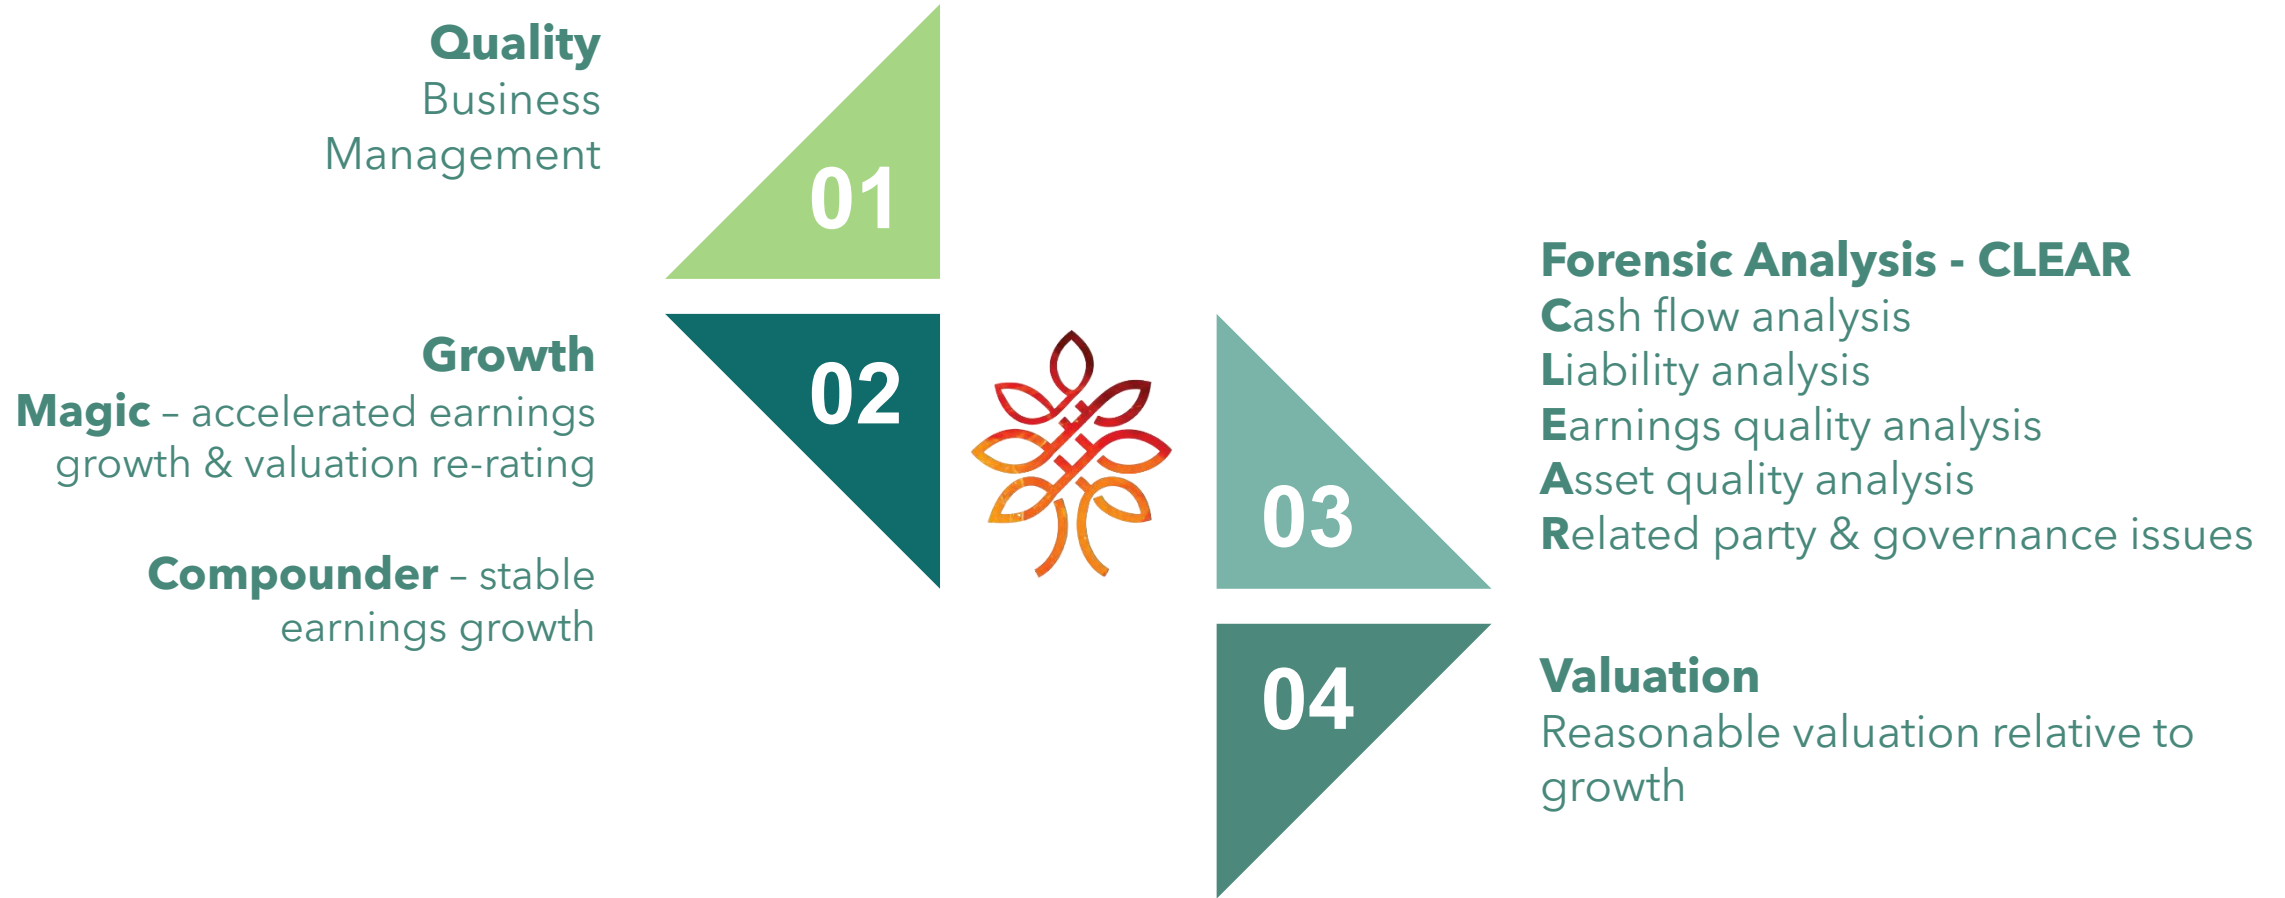 Quality
Business
Management
01
Growth
Magic – accelerated earnings
growth & valuation re-rating
Compounder – stable
earnings growth
02
Forensic Analysis - CLEAR
Cash flow analysis
Liability analysis
Earnings quality analysis
Asset quality analysis
Related party & governance issues
03
Valuation
Reasonable valuation relative to
growth
04